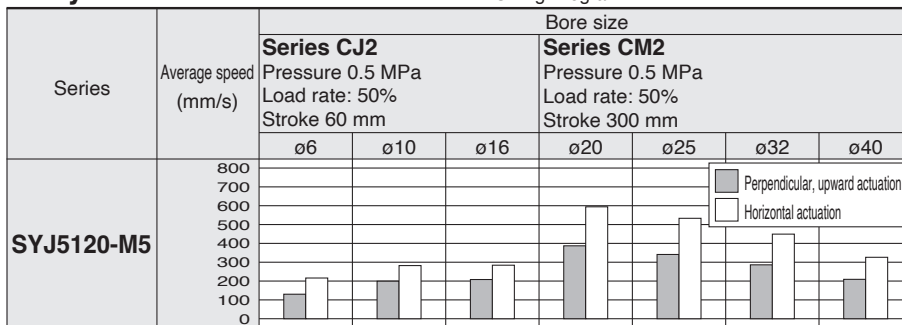 Bore size
Series
Average speed
(mm/s)
Series CJ2
Pressure 0.5 MPa
Load rate: 50%
Stroke 60 mm
Series CM2
Pressure 0.5 MPa
Load rate: 50%
Stroke 300 mm
ø6 ø10 ø16 ø20 ø25 ø32 ø40
SYJ5120-M5
800
700
600
500
400
300
200
100
0
Perpendicular, upward actuation
Horizontal actuation